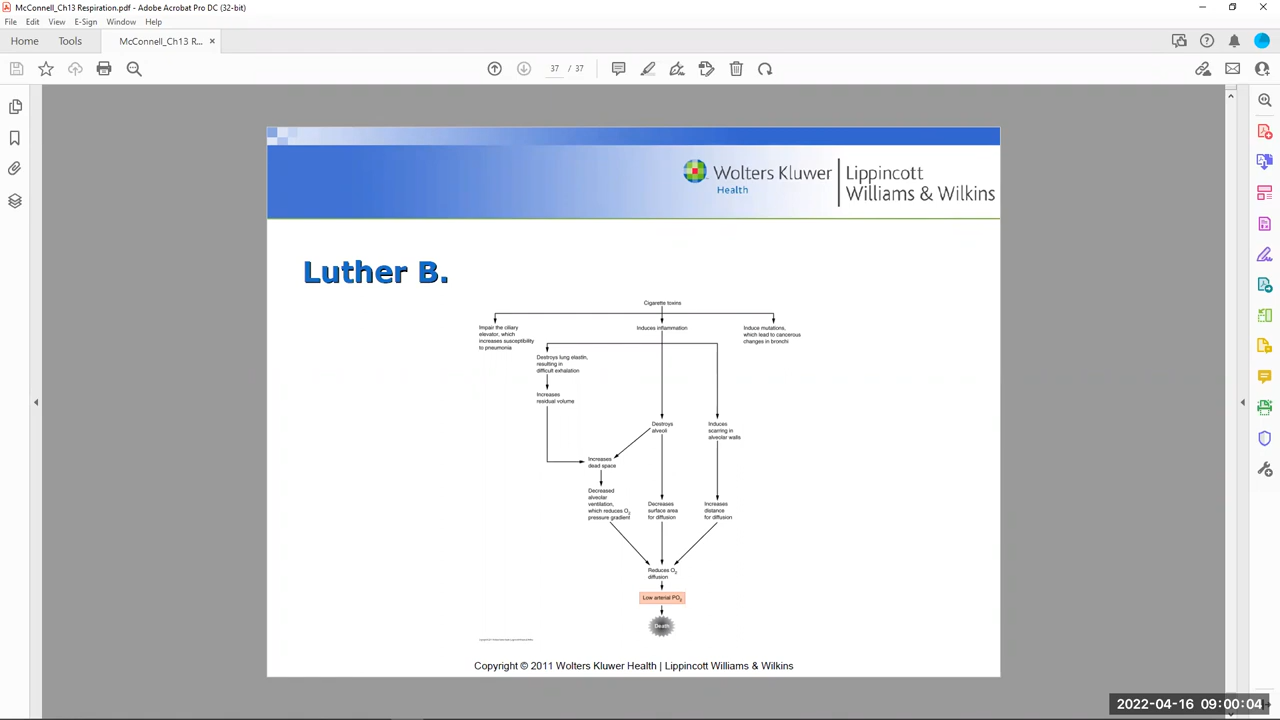 McConnell_Ch13 Respiration.pdf - Adobe Acrobat Pro DC (32-bit)
File Edit View E-Sign Window Help
Home Tools McConnell_Ch13 R... ×
37 / 37
Wolters Kluwer
Health
Lippincott
Williams & Wilkins
Luther B.
Cigarette toxins
Impair the ciliary
elevator, which
increases susceptibility
to pneumonia
Induces inflammation
Induce mutations,
which lead to cancerous
changes in bronchi
Destroys lung elastin,
resulting in
difficult exhalation
Increases
residual volume
Destroys
alveoli
Induces
scarring in
alveolar walls
Increases
dead space
Decreased
alveolar
ventilation,
which reduces O₂
pressure gradient
Decreases
surface area
for diffusion
Increases
distance
for diffusion
Reduces O₂
diffusion
Low arterial PO₂
Death
Copyright © 2011 Wolters Kluwer Health | Lippincott Williams & Wilkins
2022-04-16 09:00:04